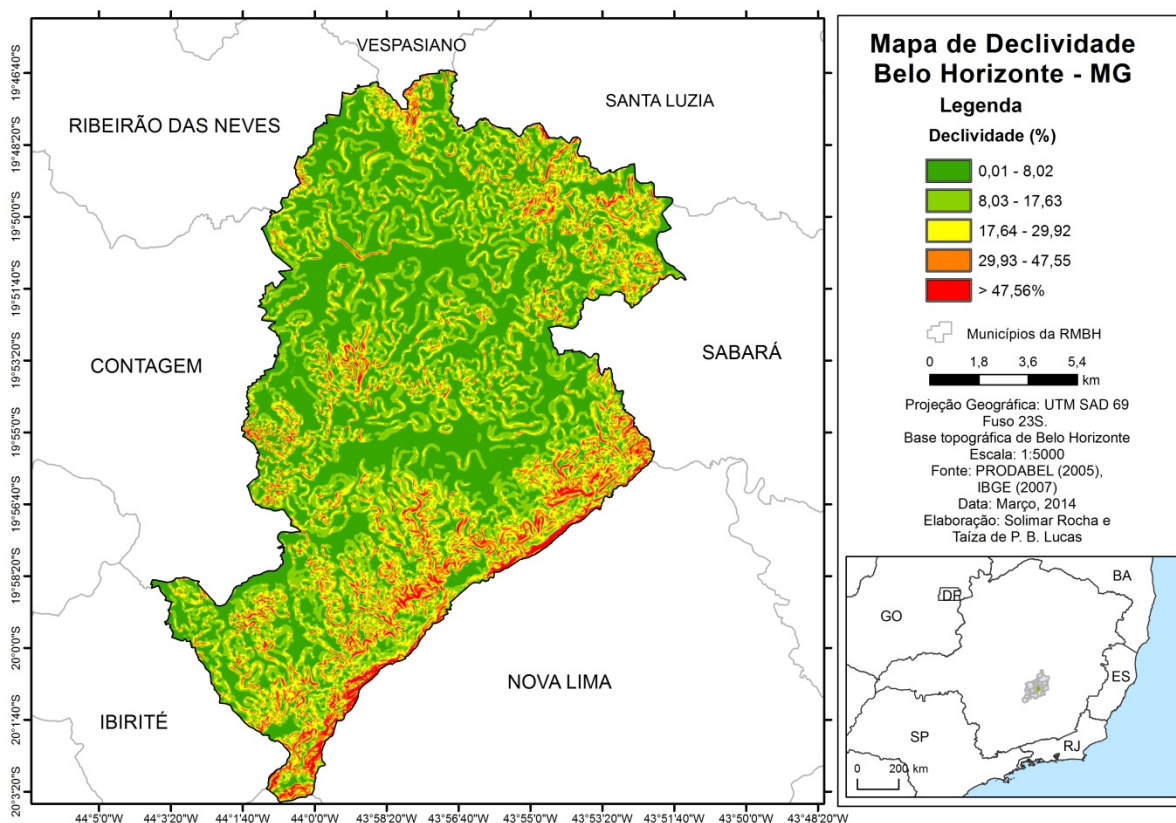 VESPASIANO
SANTA LUZIA
RIBEIRÃO DAS NEVES
CONTAGEM
SABARÁ
NOVA LIMA
IBIRITÉ
19°46'40"S
19°48'20"S
19°50'0"S
19°51'40"S
19°53'20"S
19°55'0"S
19°56'40"S
19°58'20"S
20°0'0"S
20°1'40"S
20°3'20"S
44°5'0"W
44°3'20"W
44°1'40"W
44°0'0"W
43°58'20"W
43°56'40"W
43°55'0"W
43°53'20"W
43°51'40"W
43°50'0"W
43°48'20"W
Mapa de Declividade
Belo Horizonte - MG
Legenda
Declividade (%)
0,01 - 8,02
8,03 - 17,63
17,64 - 29,92
29,93 - 47,55
> 47,56%
Municípios da RMBH
0 1,8 3,6 5,4
km
Projeção Geográfica: UTM SAD 69
Fuso 23S.
Base topográfica de Belo Horizonte
Escala: 1:5000
Fonte: PRODABEL (2005),
IBGE (2007)
Data: Março, 2014
Elaboração: Solimar Rocha e
Taíza de P. B. Lucas
BA
DF
GO
ES
SP
RJ
0 200 km